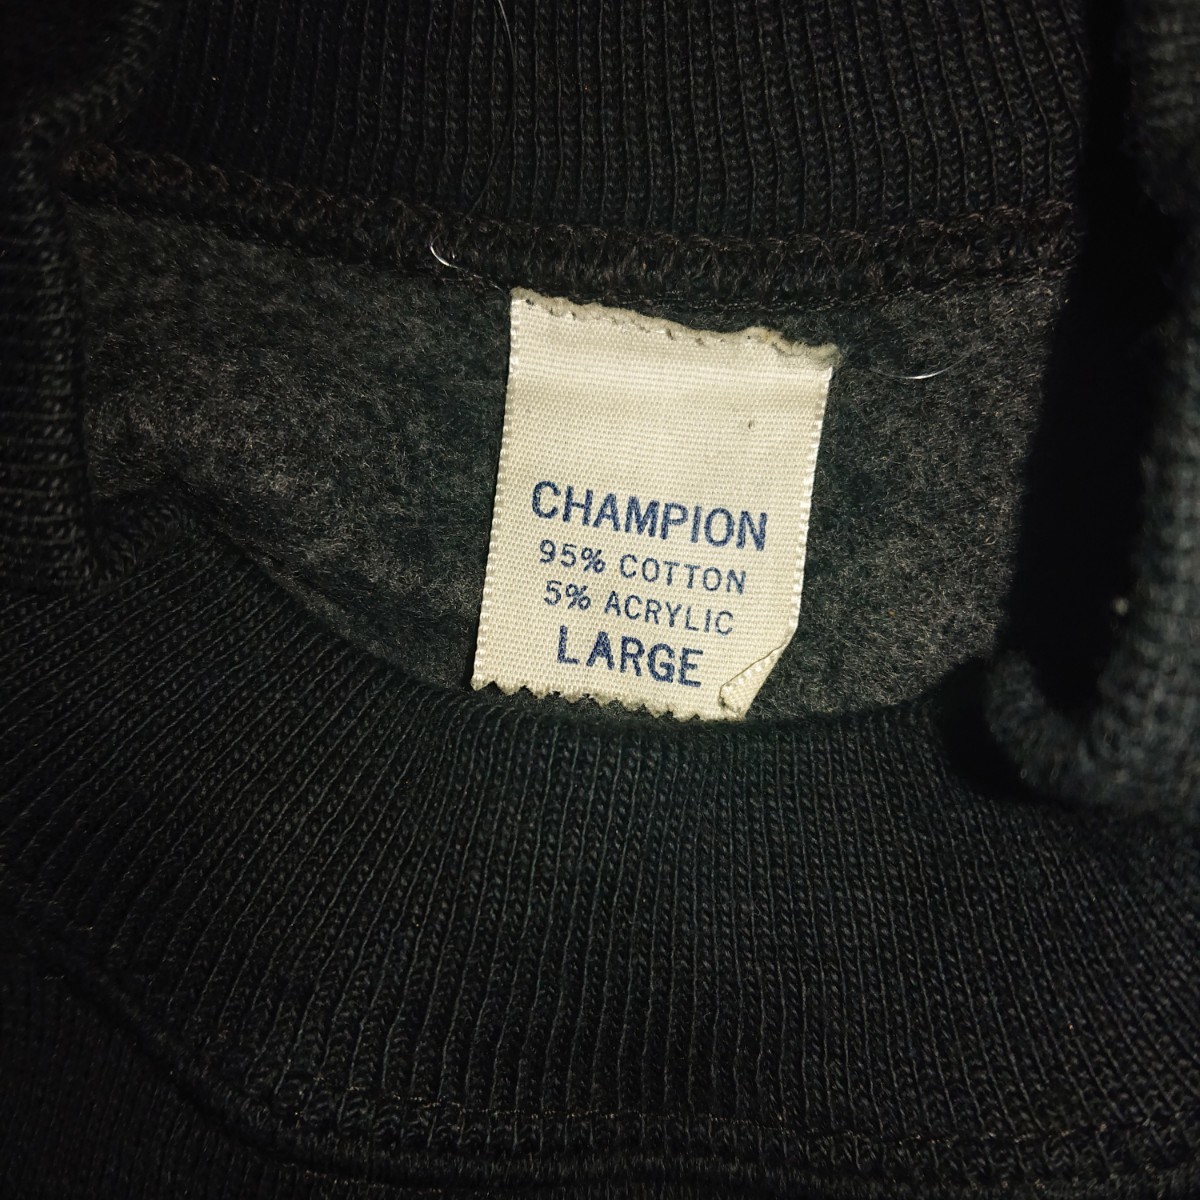 CHAMPION
95% COTTON
5% ACRYLIC
LARGE